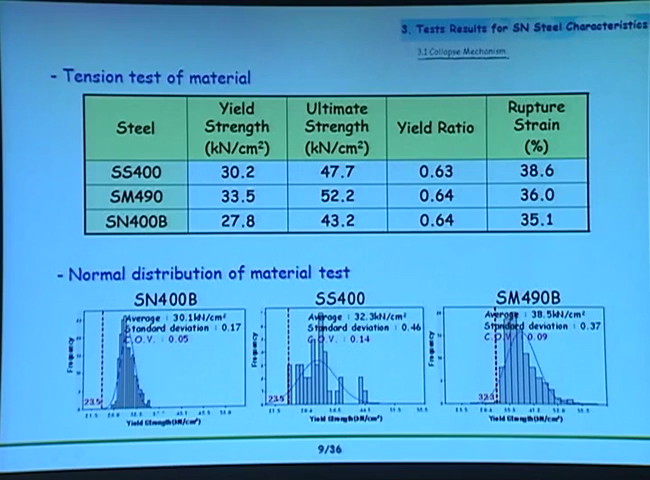 3. Tests Results for SN Steel Characteristics
3.1 Collapse Mechanism
- Tension test of material
Steel Yield Strength (kN/cm²) Ultimate Strength (kN/cm²) Yield Ratio Rupture Strain (%)
SS400 30.2 47.7 0.63 38.6
SM490 33.5 52.2 0.64 36.0
SN400B 27.8 43.2 0.64 35.1
- Normal distribution of material test
SN400B SS400 SM490B
Average : 30.1kN/cm² Average : 32.3kN/cm² Average : 38.5kN/cm²
Standard deviation : 0.17 Standard deviation : 0.46 Standard deviation : 0.37
C.O.V. : 0.05 C.O.V. : 0.14 C.O.V. : 0.09
Frequency Frequency Frequency
23.5 23.5 32.3
Yield Strength(kN/cm²) Yield Strength(kN/cm²) Yield Strength(kN/cm²)
9/36